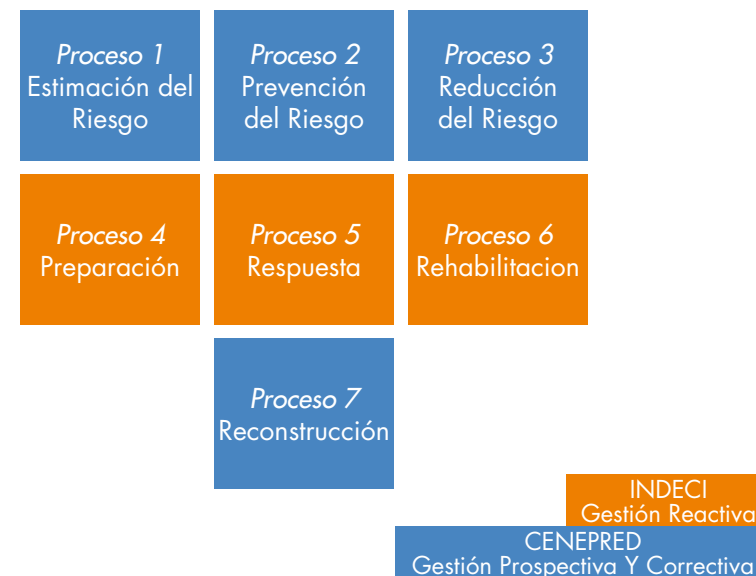 Proceso 1
Estimación del
Riesgo
Proceso 2
Prevención
del Riesgo
Proceso 3
Reducción
del Riesgo
Proceso 4
Preparación
Proceso 5
Respuesta
Proceso 6
Rehabilitacion
Proceso 7
Reconstrucción
INDECI
Gestión Reactiva
CENEPRED
Gestión Prospectiva Y Correctiva